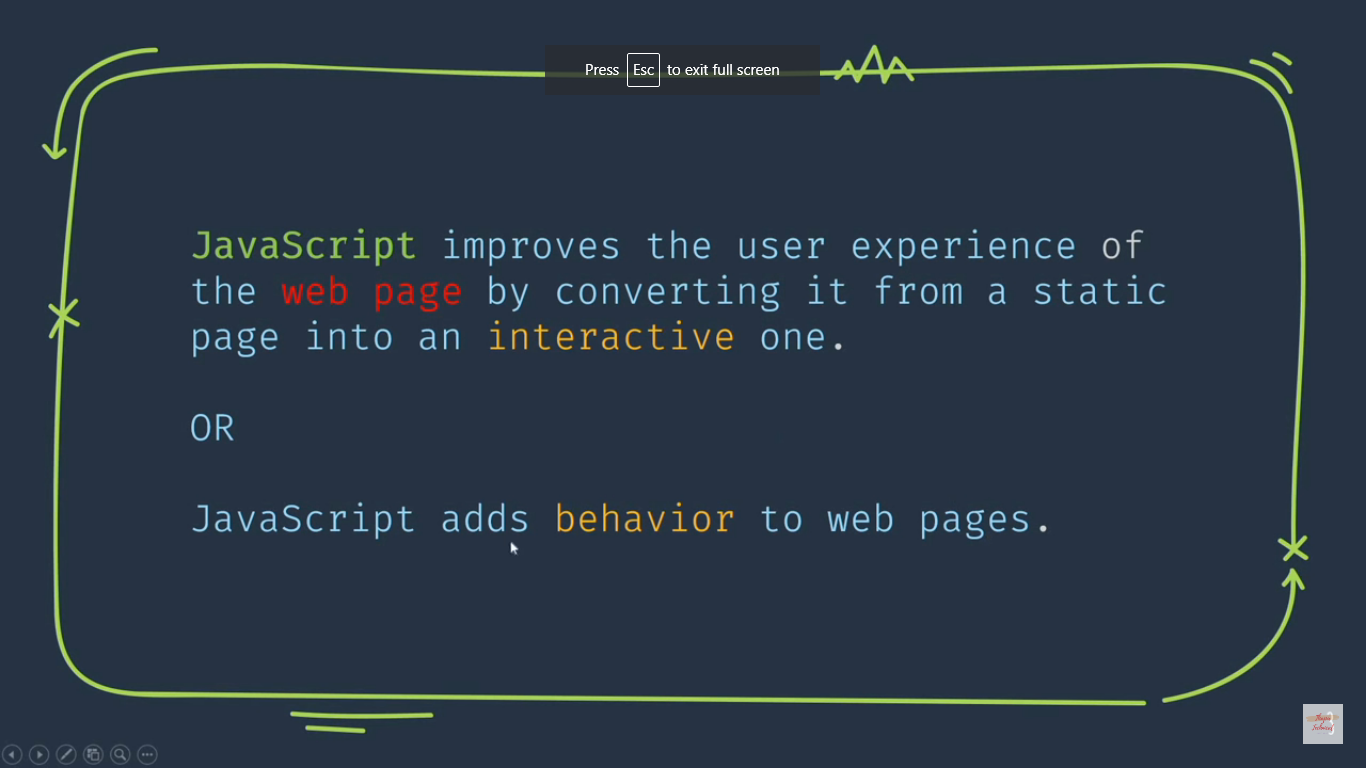 Press Esc to exit full screen
JavaScript improves the user experience of
the web page by converting it from a static
page into an interactive one.
OR
JavaScript adds behavior to web pages.